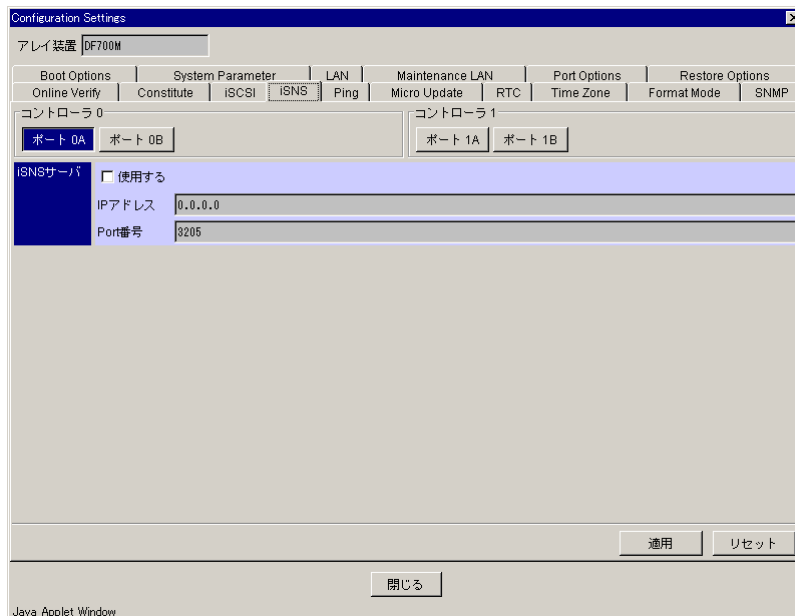 Configuration Settings
アレイ装置 DF700M
Boot Options System Parameter LAN Maintenance LAN Port Options Restore Options
Online Verify Constitute iSCSI iSNS Ping Micro Update RTC Time Zone Format Mode SNMP
コントローラ 0 コントローラ 1
ポート 0A ポート 0B ポート 1A ポート 1B
iSNSサーバ 使用する
IPアドレス 0.0.0.0
Port番号 3205
適用 リセット
閉じる
Java Applet Window